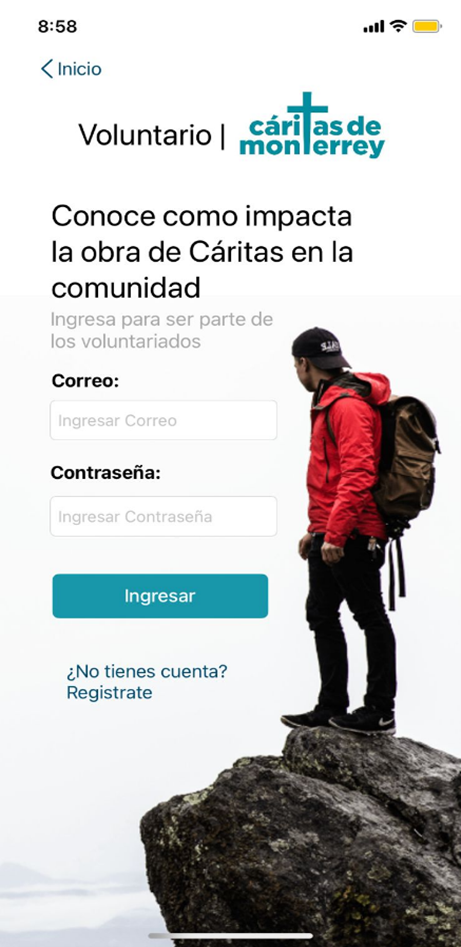 8:58
Inicio
Voluntario | cáritas de
monterrey
Conoce como impacta
la obra de Cáritas en la
comunidad
Ingresa para ser parte de
los voluntariados
Correo:
Ingresar Correo
Contraseña:
Ingresar Contraseña
Ingresar
¿No tienes cuenta?
Registrate